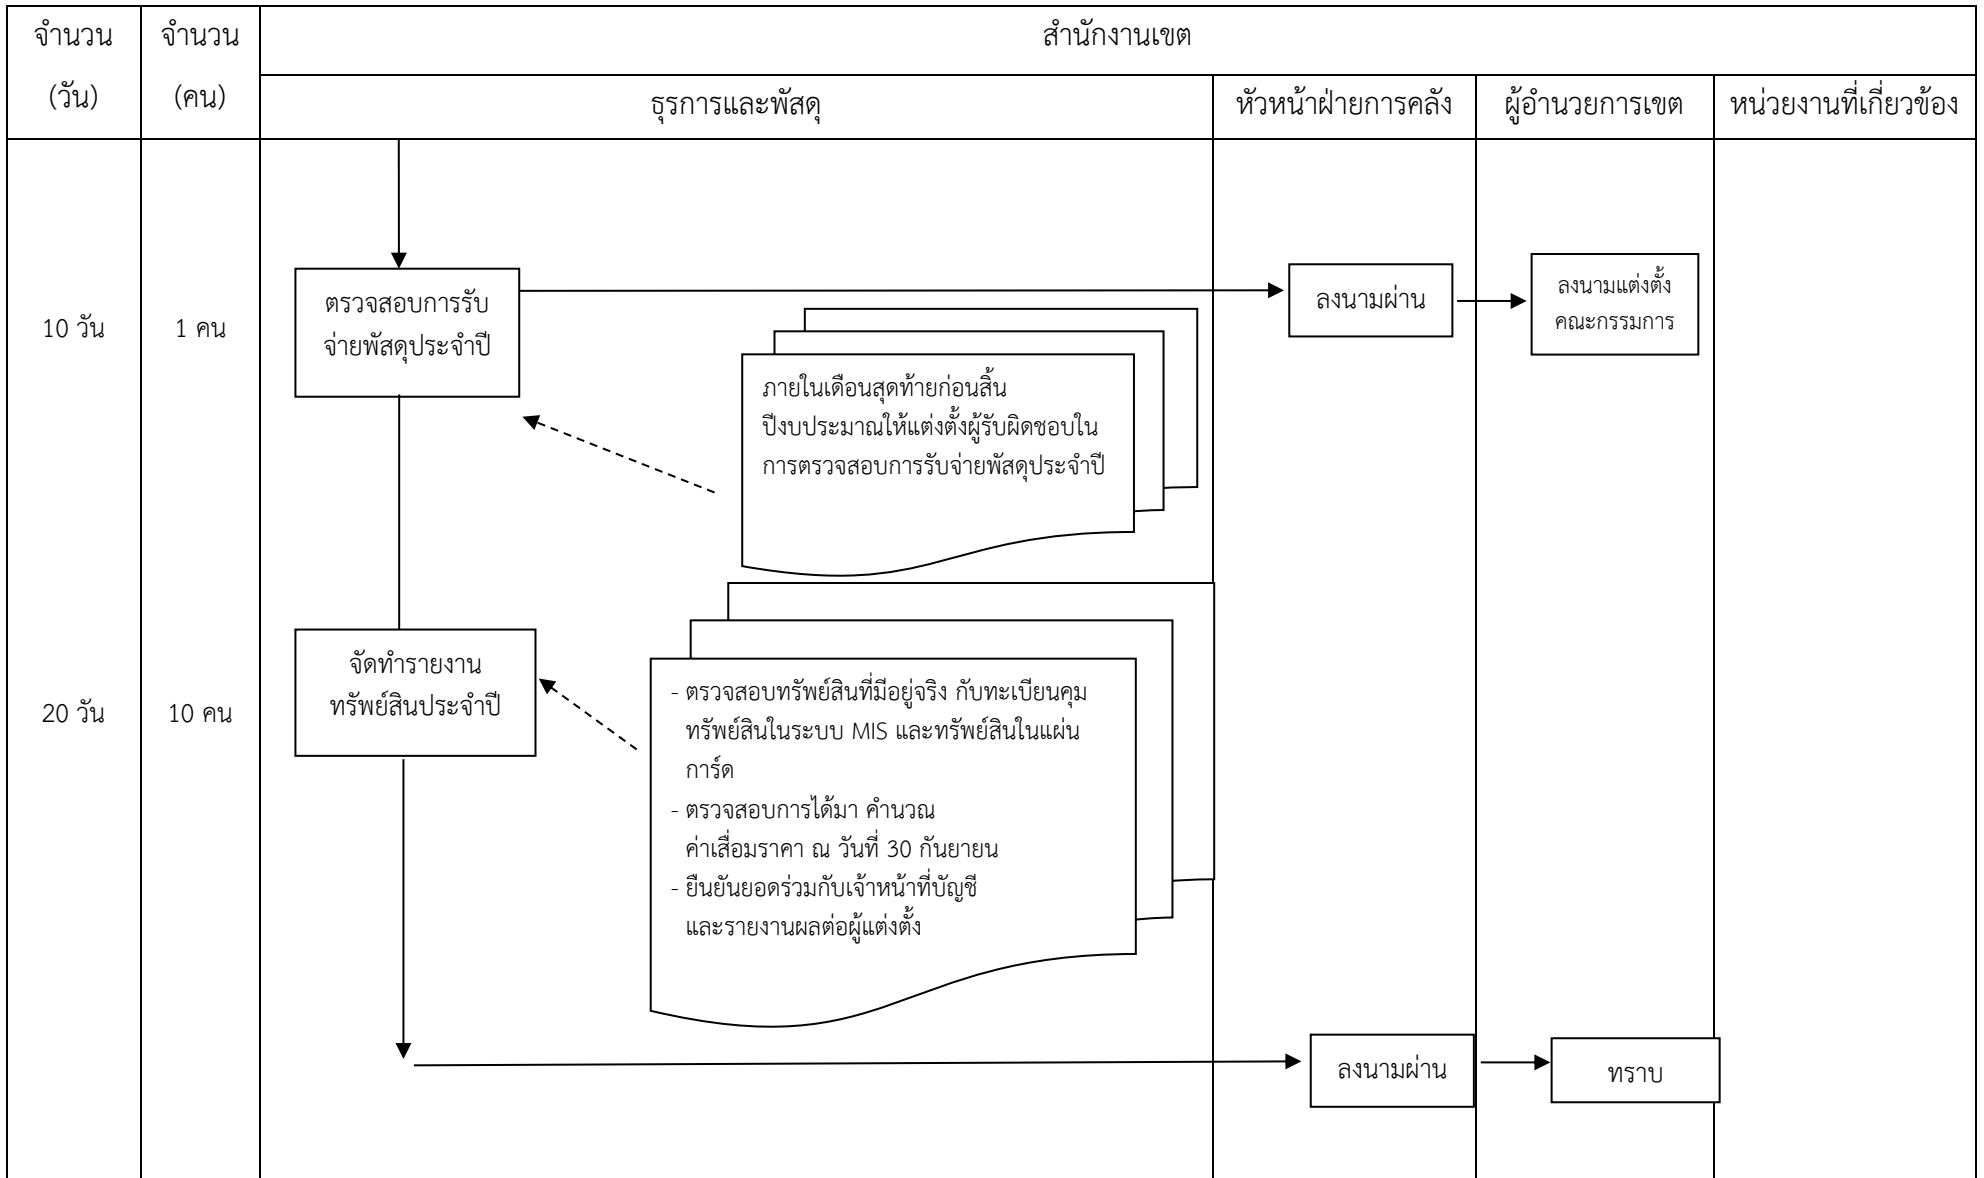 จำนวน
(วัน)
จำนวน
(คน)
สำนักงานเขต
ธุรการและพัสดุ
หัวหน้าฝ่ายการคลัง
ผู้อำนวยการเขต
หน่วยงานที่เกี่ยวข้อง
10 วัน
1 คน
ตรวจสอบการรับ
จ่ายพัสดุประจำปี
ลงนามผ่าน
ลงนามแต่งตั้ง
คณะกรรมการ
ภายในเดือนสุดท้ายก่อนสิ้น
ปีงบประมาณให้แต่งตั้งผู้รับผิดชอบใน
การตรวจสอบการรับจ่ายพัสดุประจำปี
20 วัน
10 คน
จัดทำรายงาน
ทรัพย์สินประจำปี
- ตรวจสอบทรัพย์สินที่มีอยู่จริง กับทะเบียนคุม
ทรัพย์สินในระบบ MIS และทรัพย์สินในแผ่น
การ์ด
- ตรวจสอบการได้มา คำนวณ
ค่าเสื่อมราคา ณ วันที่ 30 กันยายน
- ยืนยันยอดร่วมกับเจ้าหน้าที่บัญชี
และรายงานผลต่อผู้แต่งตั้ง
ลงนามผ่าน
ทราบ